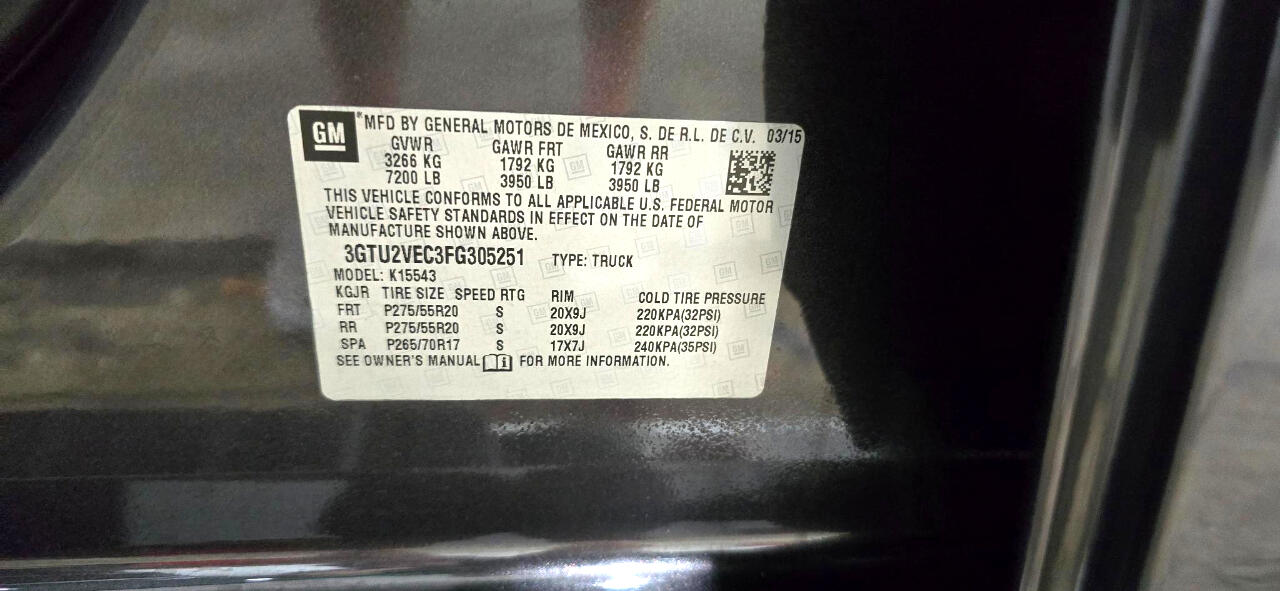 GM *MFD BY GENERAL MOTORS DE MEXICO, S. DE R.L. DE C.V. 03/15
GVWR GAWR FRT GAWR RR
3266 KG 1792 KG 1792 KG
7200 LB 3950 LB 3950 LB
THIS VEHICLE CONFORMS TO ALL APPLICABLE U.S. FEDERAL MOTOR
VEHICLE SAFETY STANDARDS IN EFFECT ON THE DATE OF
MANUFACTURE SHOWN ABOVE.
3GTU2VEC3FG305251 TYPE: TRUCK
MODEL: K15543
KGJR TIRE SIZE SPEED RTG RIM COLD TIRE PRESSURE
FRT P275/55R20 S 20X9J 220KPA(32PSI)
RR P275/55R20 S 20X9J 220KPA(32PSI)
SPA P265/70R17 S 17X7J 240KPA(35PSI)
SEE OWNER'S MANUAL FOR MORE INFORMATION.